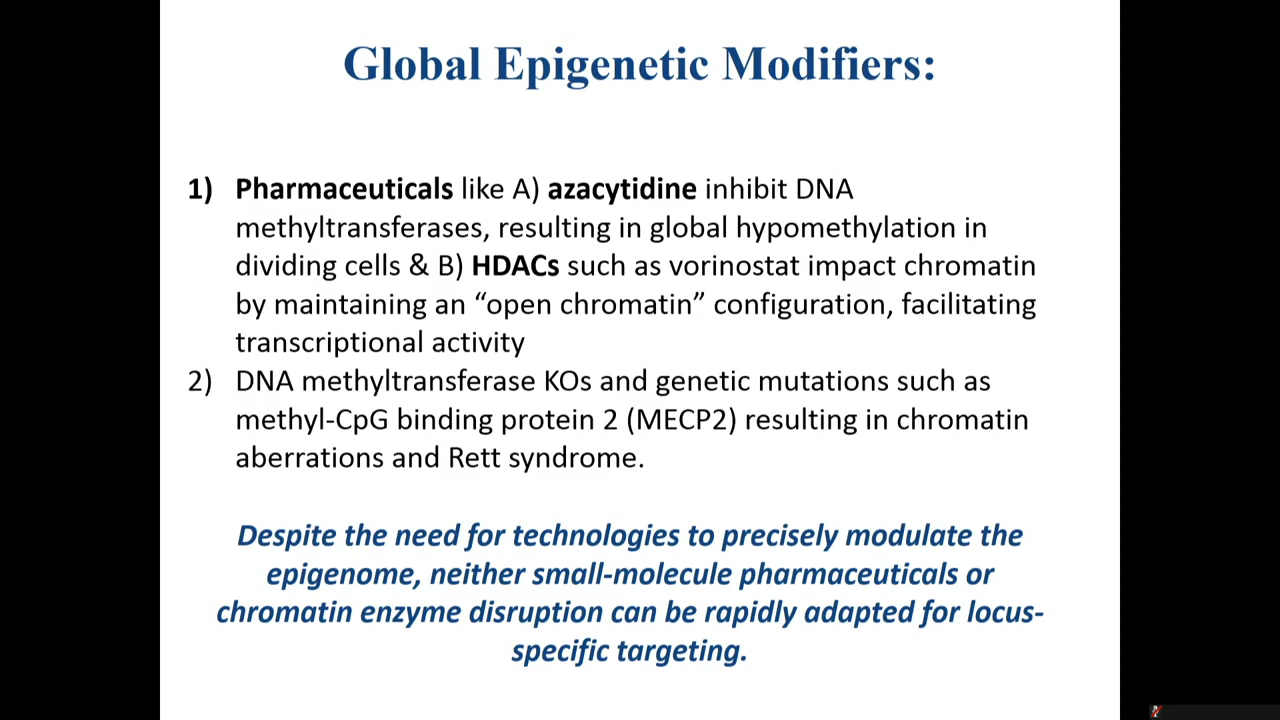 Global Epigenetic Modifiers:
1) Pharmaceuticals like A) azacytidine inhibit DNA
methyltransferases, resulting in global hypomethylation in
dividing cells & B) HDACs such as vorinostat impact chromatin
by maintaining an “open chromatin” configuration, facilitating
transcriptional activity
2) DNA methyltransferase KOs and genetic mutations such as
methyl-CpG binding protein 2 (MECP2) resulting in chromatin
aberrations and Rett syndrome.
Despite the need for technologies to precisely modulate the
epigenome, neither small-molecule pharmaceuticals or
chromatin enzyme disruption can be rapidly adapted for locus-
specific targeting.